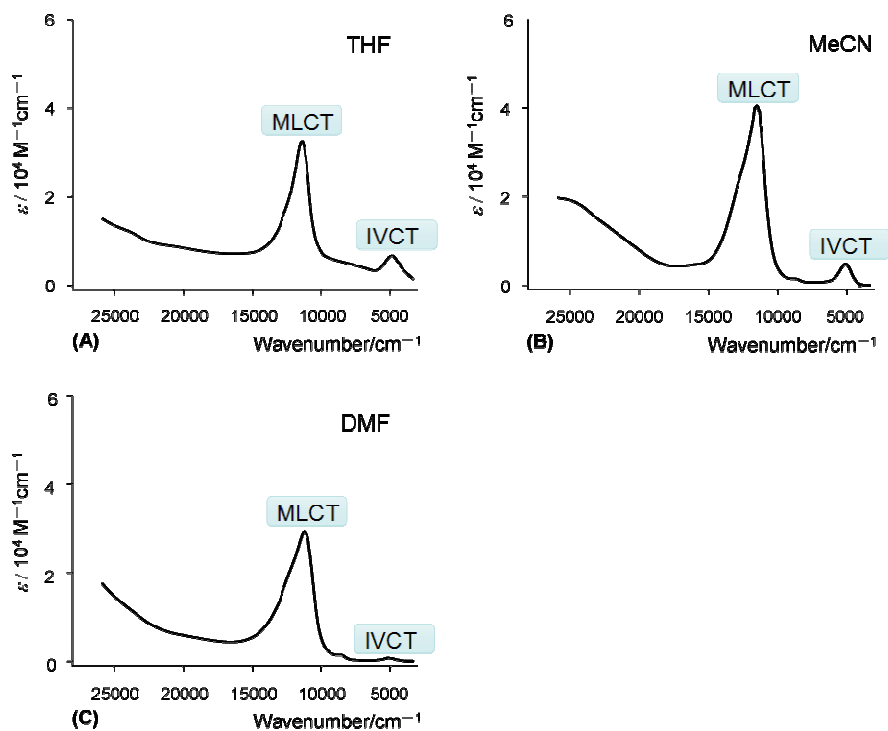 THF
6
MLCT
4
2
IVCT
0
ε / 10⁴ M⁻¹cm⁻¹
25000 20000 15000 10000 5000
(A)
Wavenumber/cm⁻¹
MeCN
6
MLCT
4
2
IVCT
0
ε / 10⁴ M⁻¹cm⁻¹
25000 20000 15000 10000 5000
(B)
Wavenumber/cm⁻¹
6
DMF
4
MLCT
2
IVCT
0
ε / 10⁴ M⁻¹cm⁻¹
25000 20000 15000 10000 5000
(C)
Wavenumber/cm⁻¹